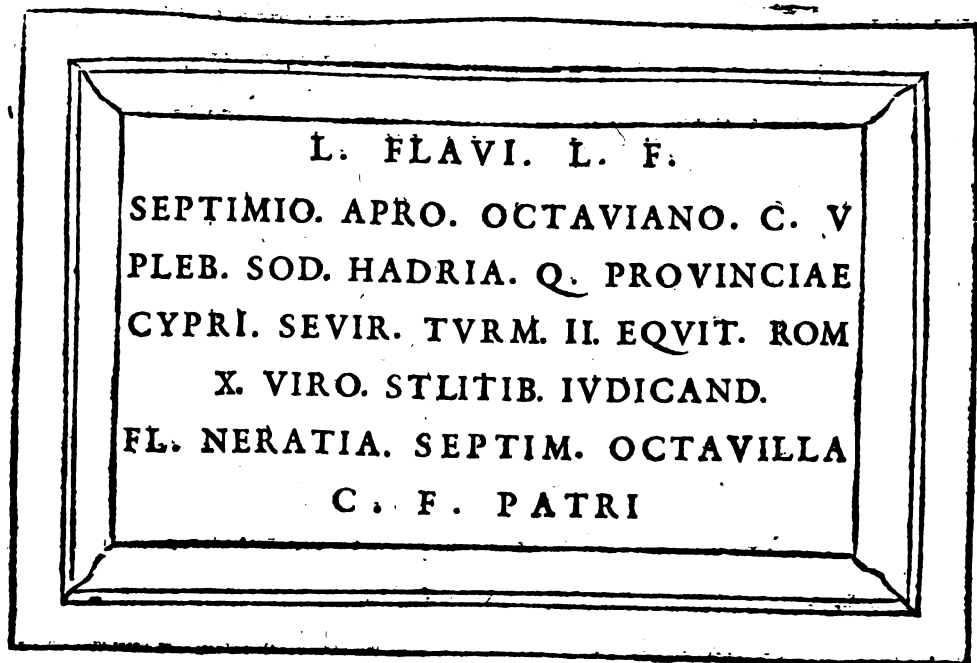 L. FLAVI. L. F.
SEPTIMIO. APRO. OCTAVIANO. C. V
PLEB. SOD. HADRIA. Q. PROVINCIAE
CYPRI. SEVIR. TVRM. II. EQVIT. ROM
X. VIRO. STLITIB. IVDICAND.
FL. NERATIA. SEPTIM. OCTAVILLA
C. F. PATRI